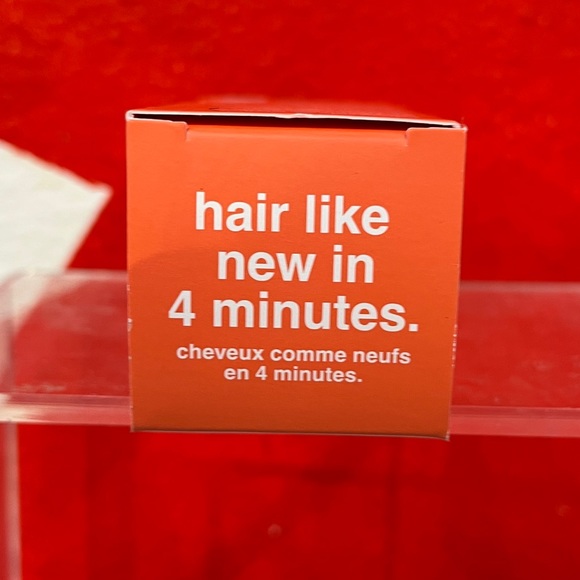 hair like
new in
4 minutes.
cheveux comme neufs
en 4 minutes.